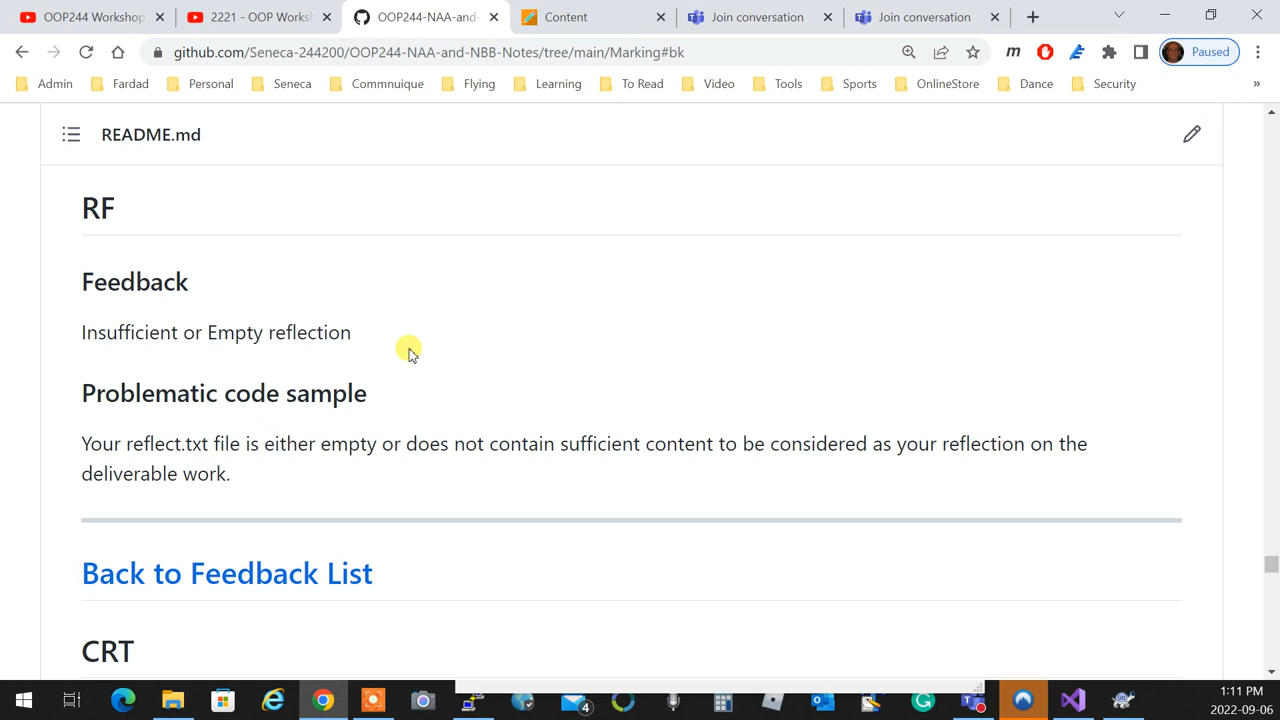 OOP244 Workshop
2221 - OOP Works
OOP244-NAA-and-
Content
Join conversation
Join conversation
github.com/Seneca-244200/OOP244-NAA-and-NBB-Notes/tree/main/Marking#bk
Paused
Admin
Fardad
Personal
Seneca
Commnuique
Flying
Learning
To Read
Video
Tools
Sports
OnlineStore
Dance
Security
README.md
RF
Feedback
Insufficient or Empty reflection
Problematic code sample
Your reflect.txt file is either empty or does not contain sufficient content to be considered as your reflection on the
deliverable work.
Back to Feedback List
CRT
4
1:11 PM
2022-09-06